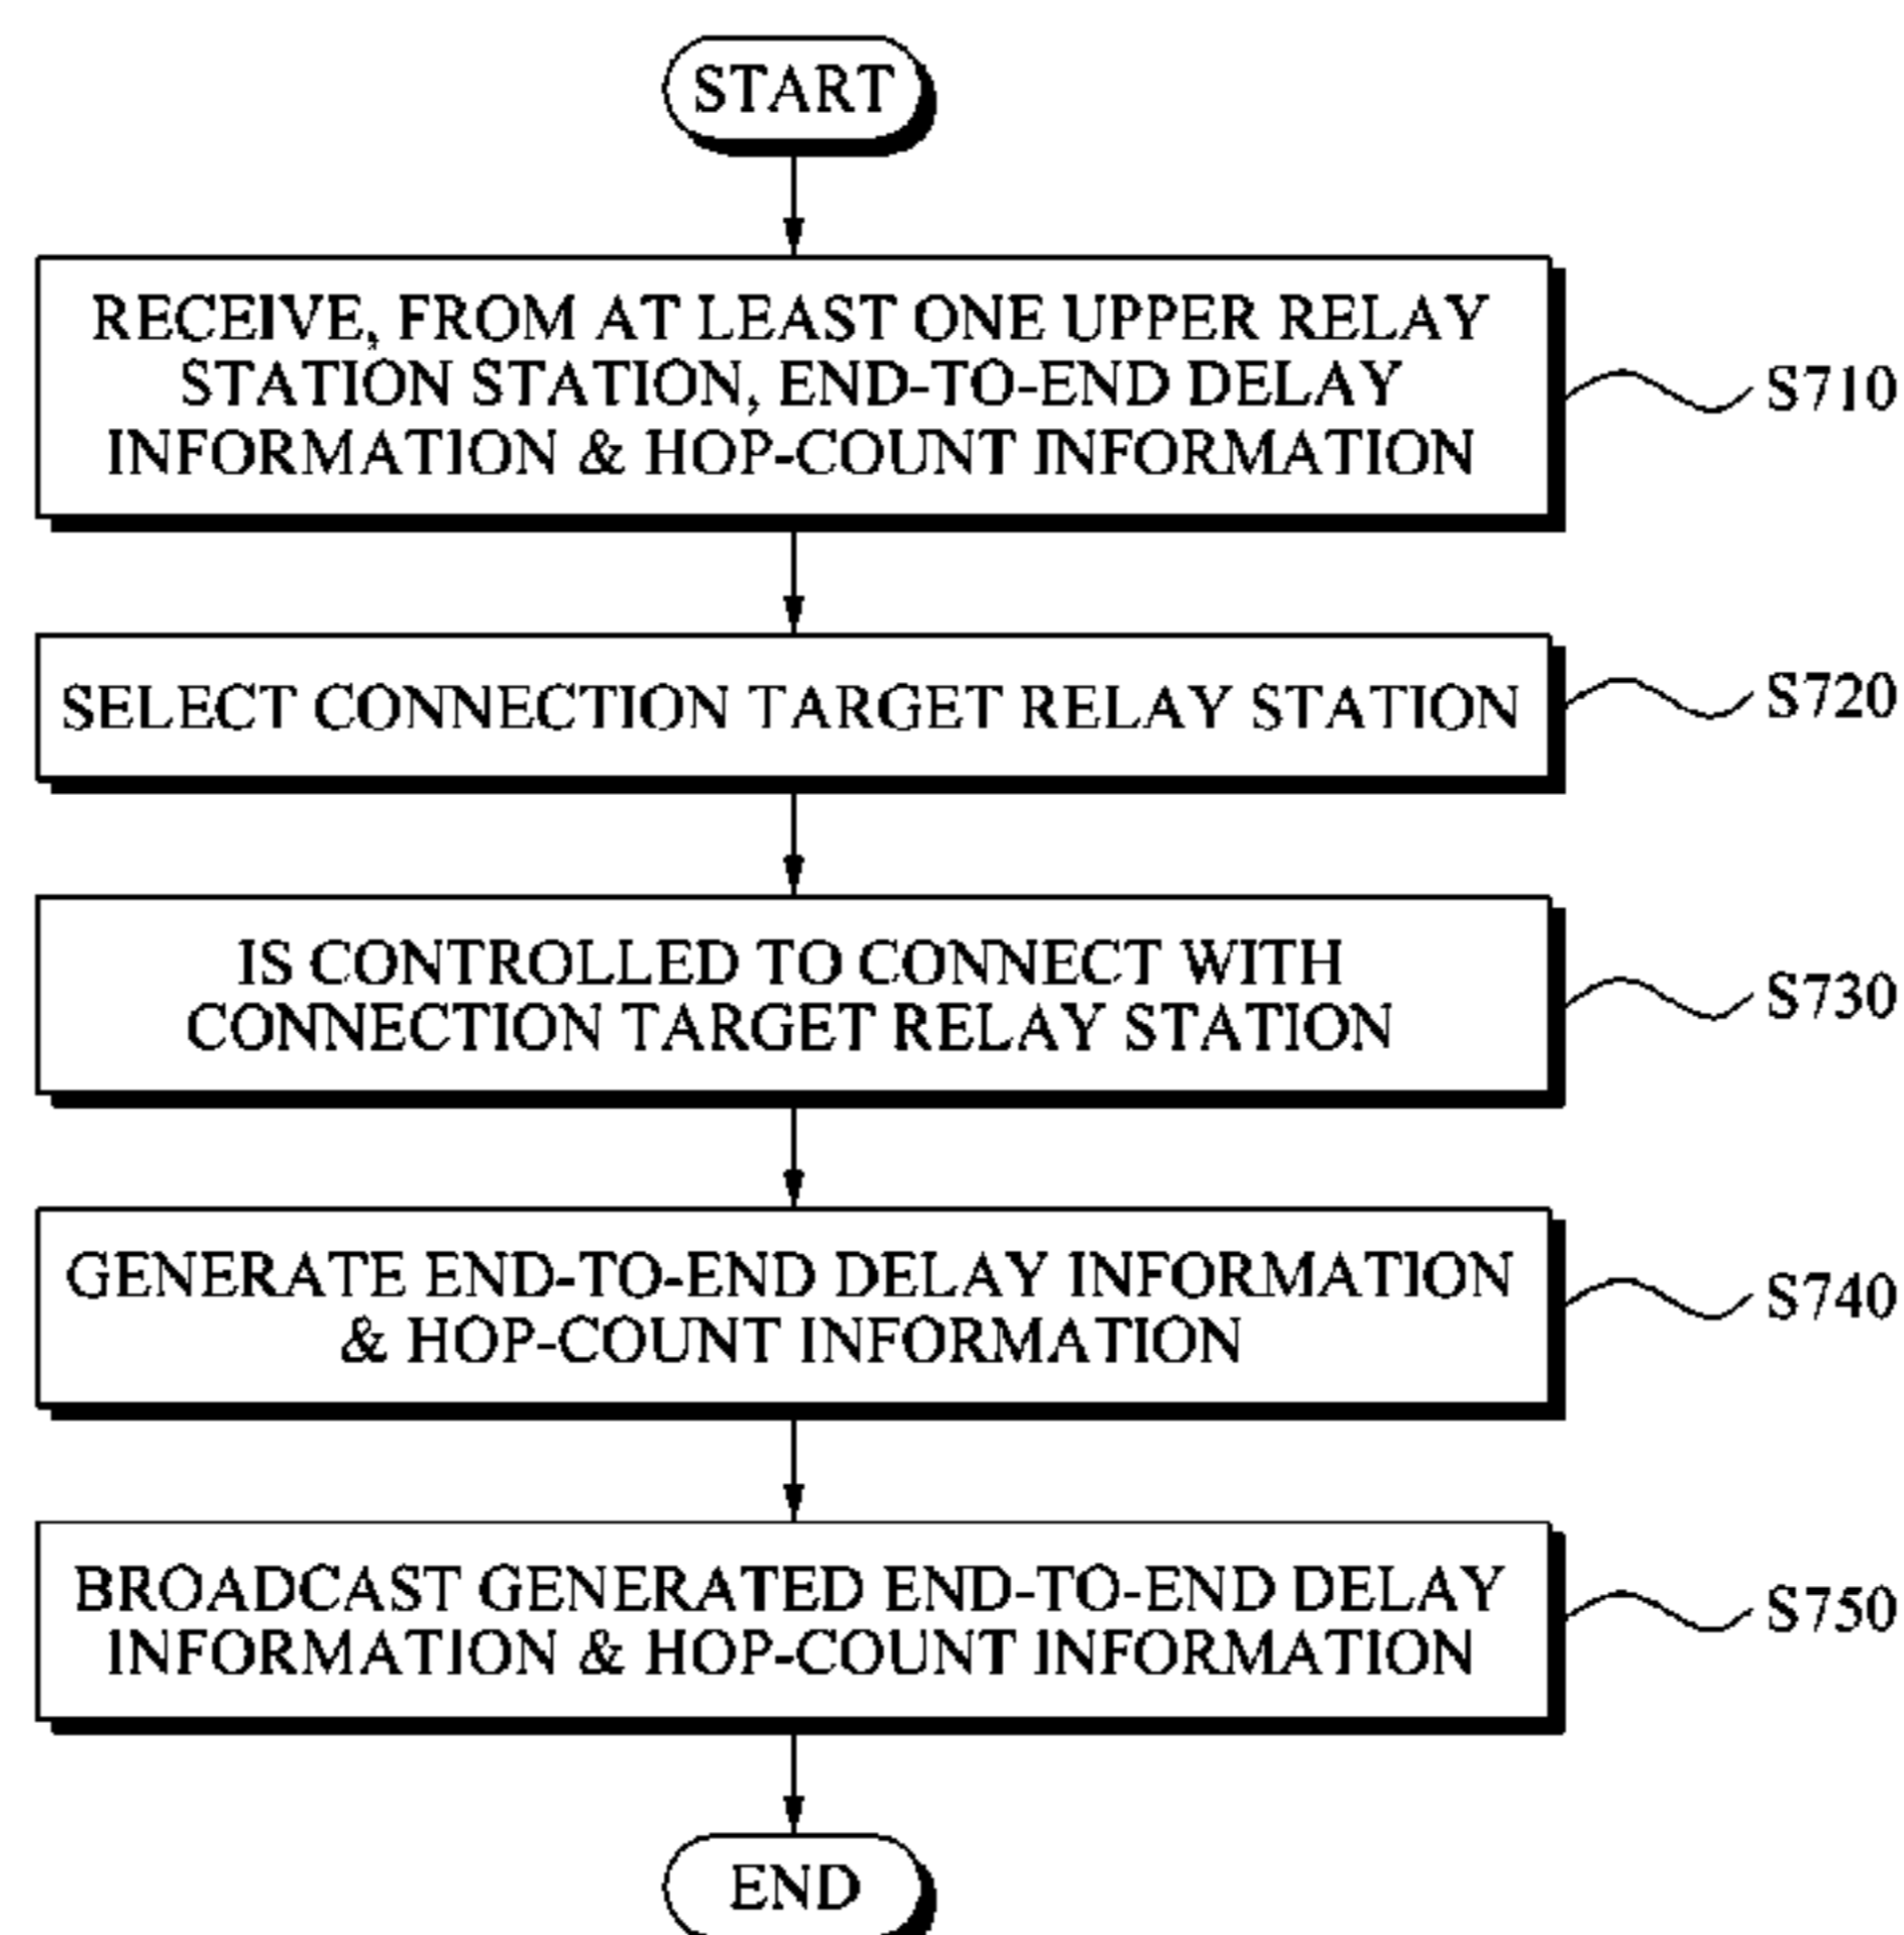 START
RECEIVE, FROM AT LEAST ONE UPPER RELAY
STATION STATION, END-TO-END DELAY
INFORMATION & HOP-COUNT INFORMATION
S710
SELECT CONNECTION TARGET RELAY STATION
S720
IS CONTROLLED TO CONNECT WITH
CONNECTION TARGET RELAY STATION
S730
GENERATE END-TO-END DELAY INFORMATION
& HOP-COUNT INFORMATION
S740
BROADCAST GENERATED END-TO-END DELAY
INFORMATION & HOP-COUNT INFORMATION
S750
END